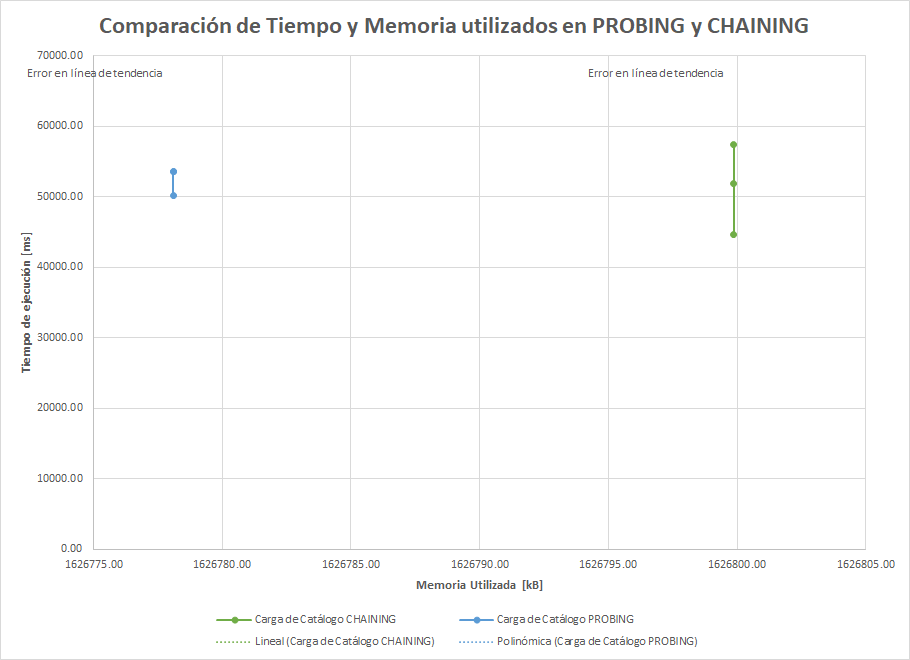 Comparación de Tiempo y Memoria utilizados en PROBING y CHAINING
70000.00
Error en línea de tendencia
Error en línea de tendencia
60000.00
50000.00
40000.00
30000.00
20000.00
10000.00
0.00
Tiempo de ejecución [ms]
1626775.00 1626780.00 1626785.00 1626790.00 1626795.00 1626800.00 1626805.00
Memoria Utilizada [kB]
Carga de Catálogo CHAINING Carga de Catálogo PROBING
Lineal (Carga de Catálogo CHAINING) Polinómica (Carga de Catálogo PROBING)